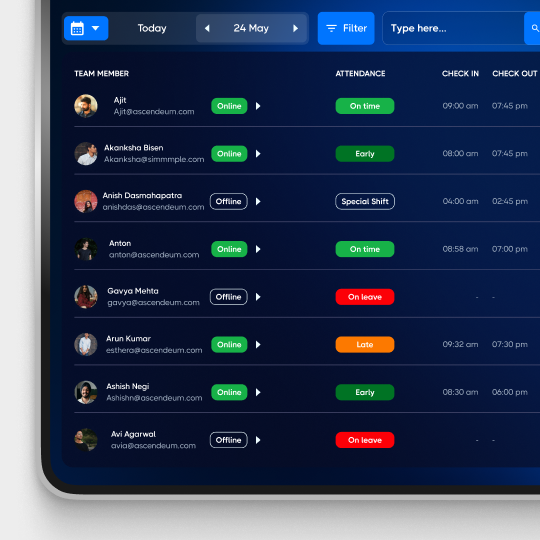 Today
24 May
Filter
Type here...
TEAM MEMBER ATTENDANCE CHECK IN CHECK OUT
Ajit
Ajit@ascendeum.com
Online
On time
09:00 am 07:45 pm
Akanksha Bisen
Akanksha@simmmple.com
Online
Early
08:00 am 07:45 pm
Anish Dasmahapatra
anishdas@ascendeum.com
Offline
Special Shift
04:00 am 02:45 pm
Anton
anton@ascendeum.com
Online
On time
08:58 am 07:00 pm
Gavya Mehta
gavya@ascendeum.com
Offline
On leave
- -
Arun Kumar
esthera@ascendeum.com
Online
Late
09:32 am 07:30 pm
Ashish Negi
Ashishn@ascendeum.com
Online
Early
08:30 am 06:00 pm
Avi Agarwal
avia@ascendeum.com
Offline
On leave
- -